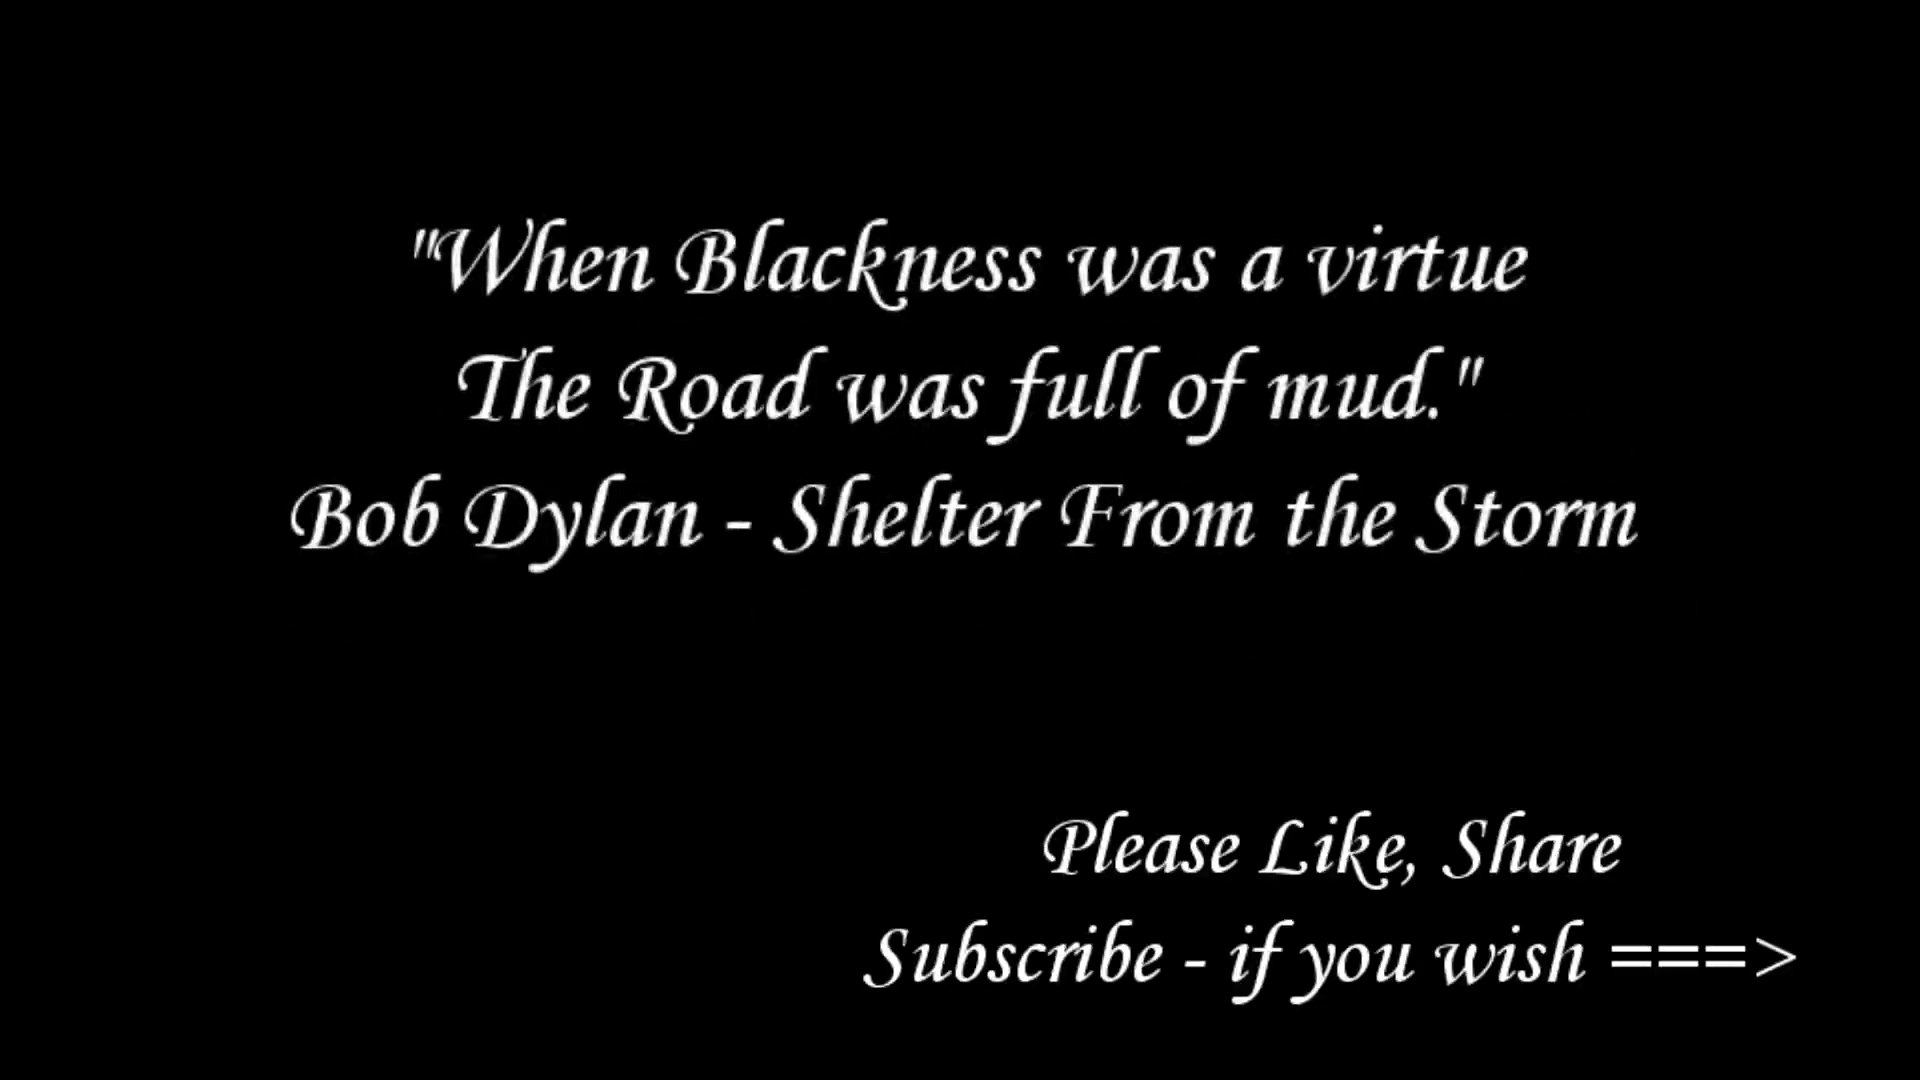 "When Blackness was a virtue
The Road was full of mud."
Bob Dylan - Shelter From the Storm
Please Like, Share
Subscribe - if you wish ===>